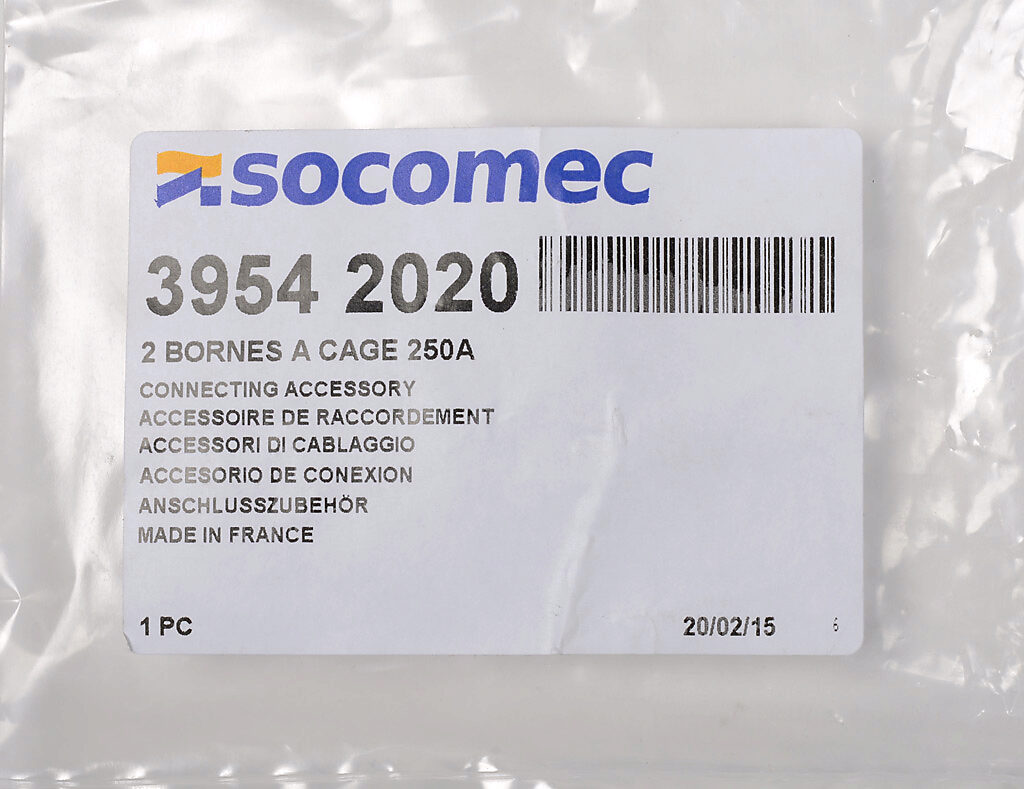 socomec
3954 2020
2 BORNES A CAGE 250A
CONNECTING ACCESSORY
ACCESSOIRE DE RACCORDEMENT
ACCESSORI DI CABLAGGIO
ACCESORIO DE CONEXION
ANSCHLUSSZUBEHÖR
MADE IN FRANCE
1 PC 20/02/15 6